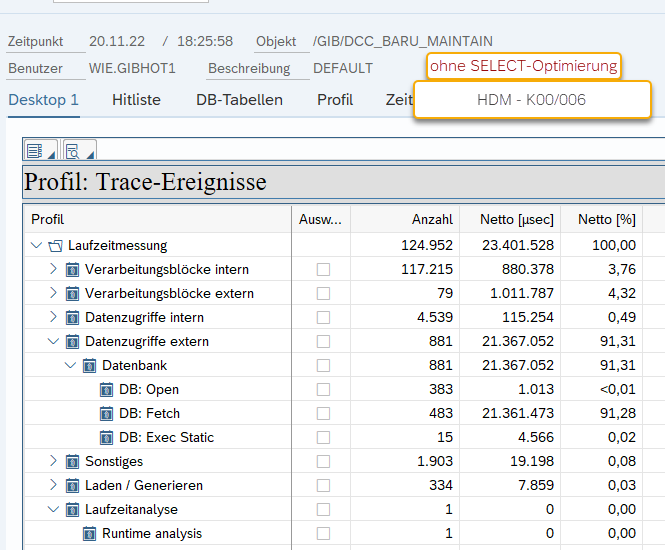 Zeitpunkt 20.11.22 / 18:25:58 Objekt /GIB/DCC_BARU_MAINTAIN
Benutzer WIE.GIBHOT1 Beschreibung DEFAULT ohne SELECT-Optimierung
Desktop 1 Hitliste DB-Tabellen Profil Zeit HDM - K00/006
Profil: Trace-Ereignisse
Profil Ausw... Anzahl Netto [µsec] Netto [%]
Laufzeitmessung 124.952 23.401.528 100,00
Verarbeitungsblöcke intern 117.215 880.378 3,76
Verarbeitungsblöcke extern 79 1.011.787 4,32
Datenzugriffe intern 4.539 115.254 0,49
Datenzugriffe extern 881 21.367.052 91,31
Datenbank 881 21.367.052 91,31
DB: Open 383 1.013 <0,01
DB: Fetch 483 21.361.473 91,28
DB: Exec Static 15 4.566 0,02
Sonstiges 1.903 19.198 0,08
Laden / Generieren 334 7.859 0,03
Laufzeitanalyse 1 0 0,00
Runtime analysis 1 0 0,00